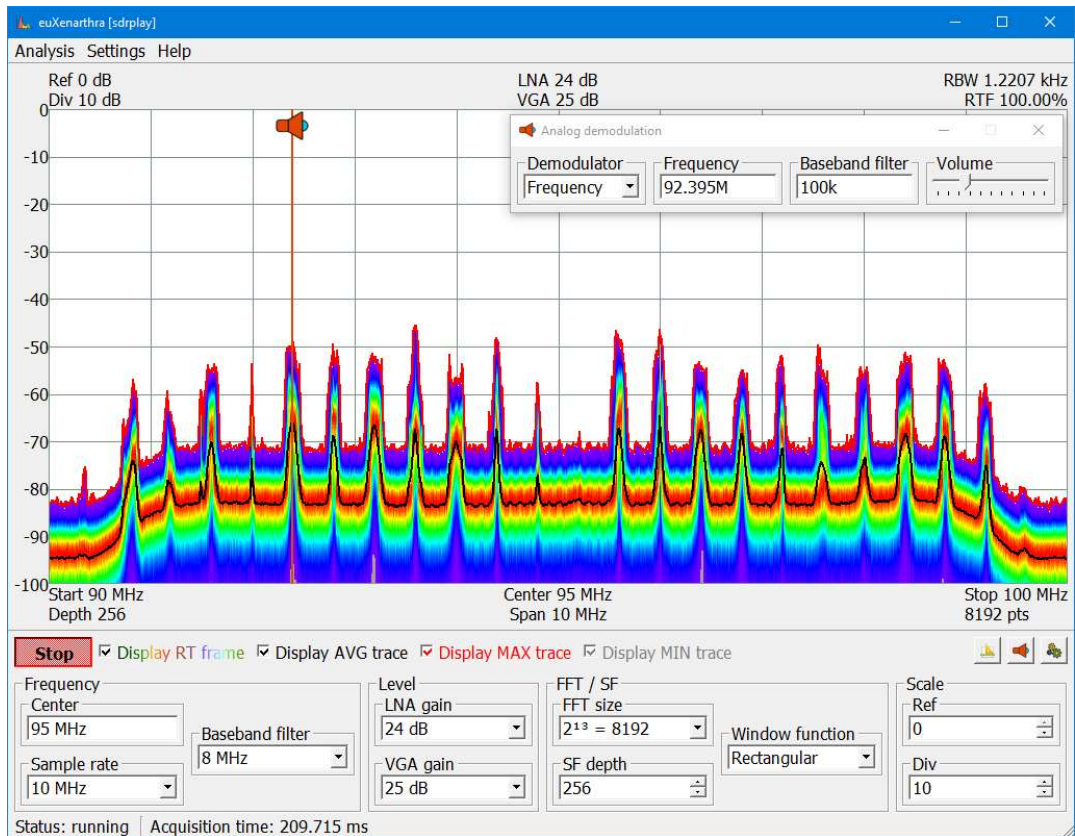 euXenarthra [sdrplay]
Analysis Settings Help
Ref 0 dB LNA 24 dB RBW 1.2207 kHz
Div 10 dB VGA 25 dB RTF 100.00%
0
Analog demodulation
-10
Demodulator Frequency Baseband filter Volume
Frequency 92.395M 100k
-20
-30
-40
-50
-60
-70
-80
-90
-100
Start 90 MHz Center 95 MHz Stop 100 MHz
Depth 256 Span 10 MHz 8192 pts
Stop Display RT frame Display AVG trace Display MAX trace Display MIN trace
Frequency Level FFT / SF Scale
Center LNA gain FFT size Ref
95 MHz 24 dB 2¹³ = 8192 0
Baseband filter Window function
8 MHz Rectangular
Sample rate VGA gain SF depth Div
10 MHz 25 dB 256 10
Status: running Acquisition time: 209.715 ms